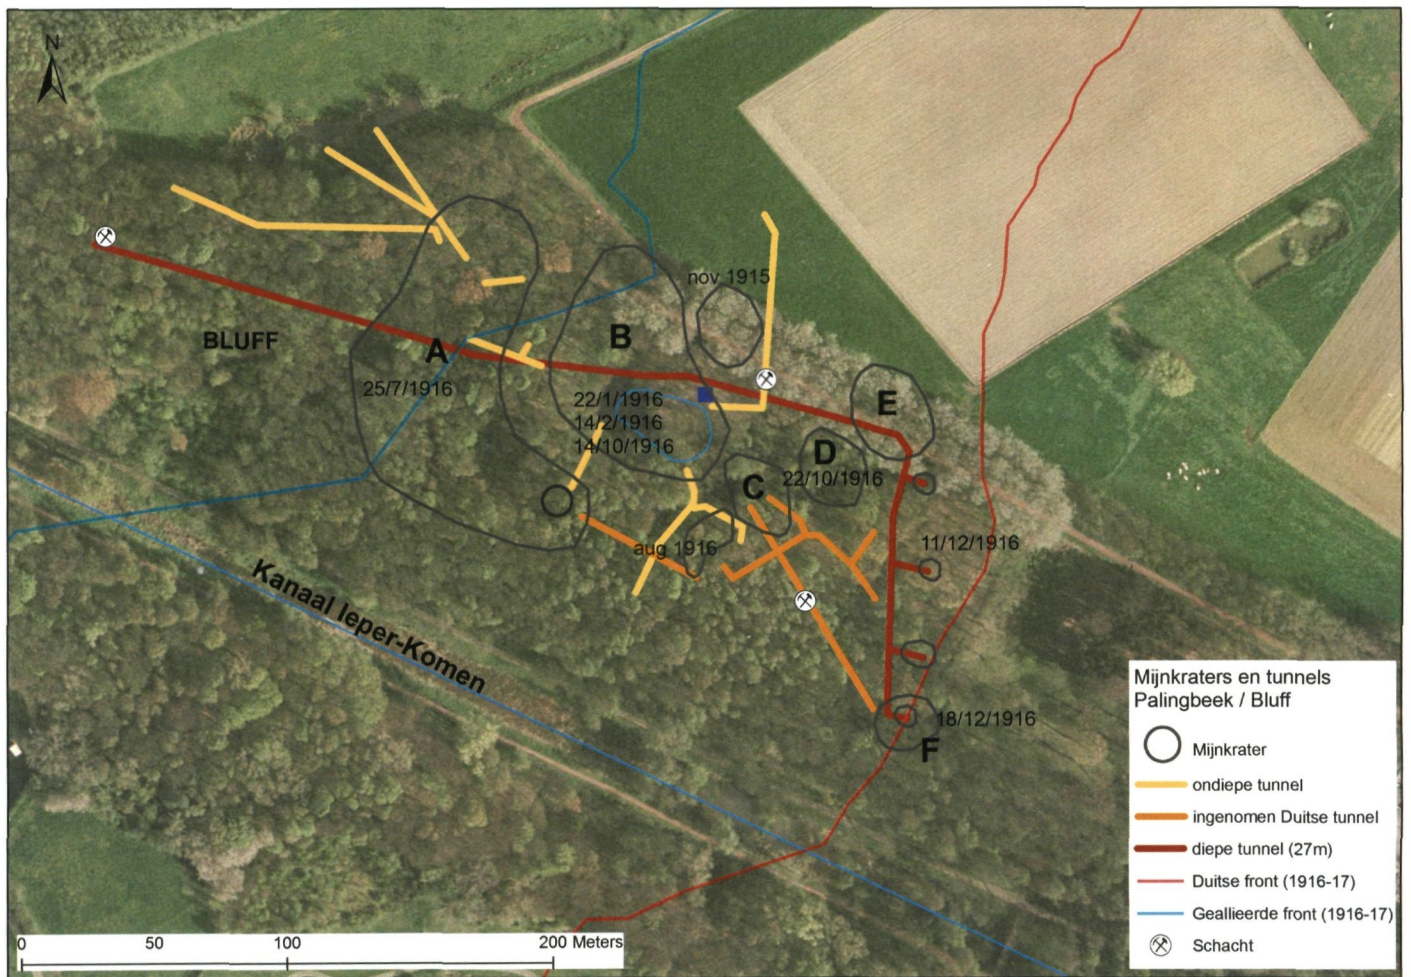 N
nov 1915
B
BLUFF
A
25/7/1916
22/1/1916
14/2/1916
14/10/1916
E
D
22/10/1916
C
aug 1916
11/12/1916
Kanaal Ieper-Komen
18/12/1916
F
Mijnkraters en tunnels
Palingbeek / Bluff
Mijnkrater
ondiepe tunnel
ingenomen Duitse tunnel
diepe tunnel (27m)
Duitse front (1916-17)
Geallieerde front (1916-17)
Schacht
0 50 100 200 Meters